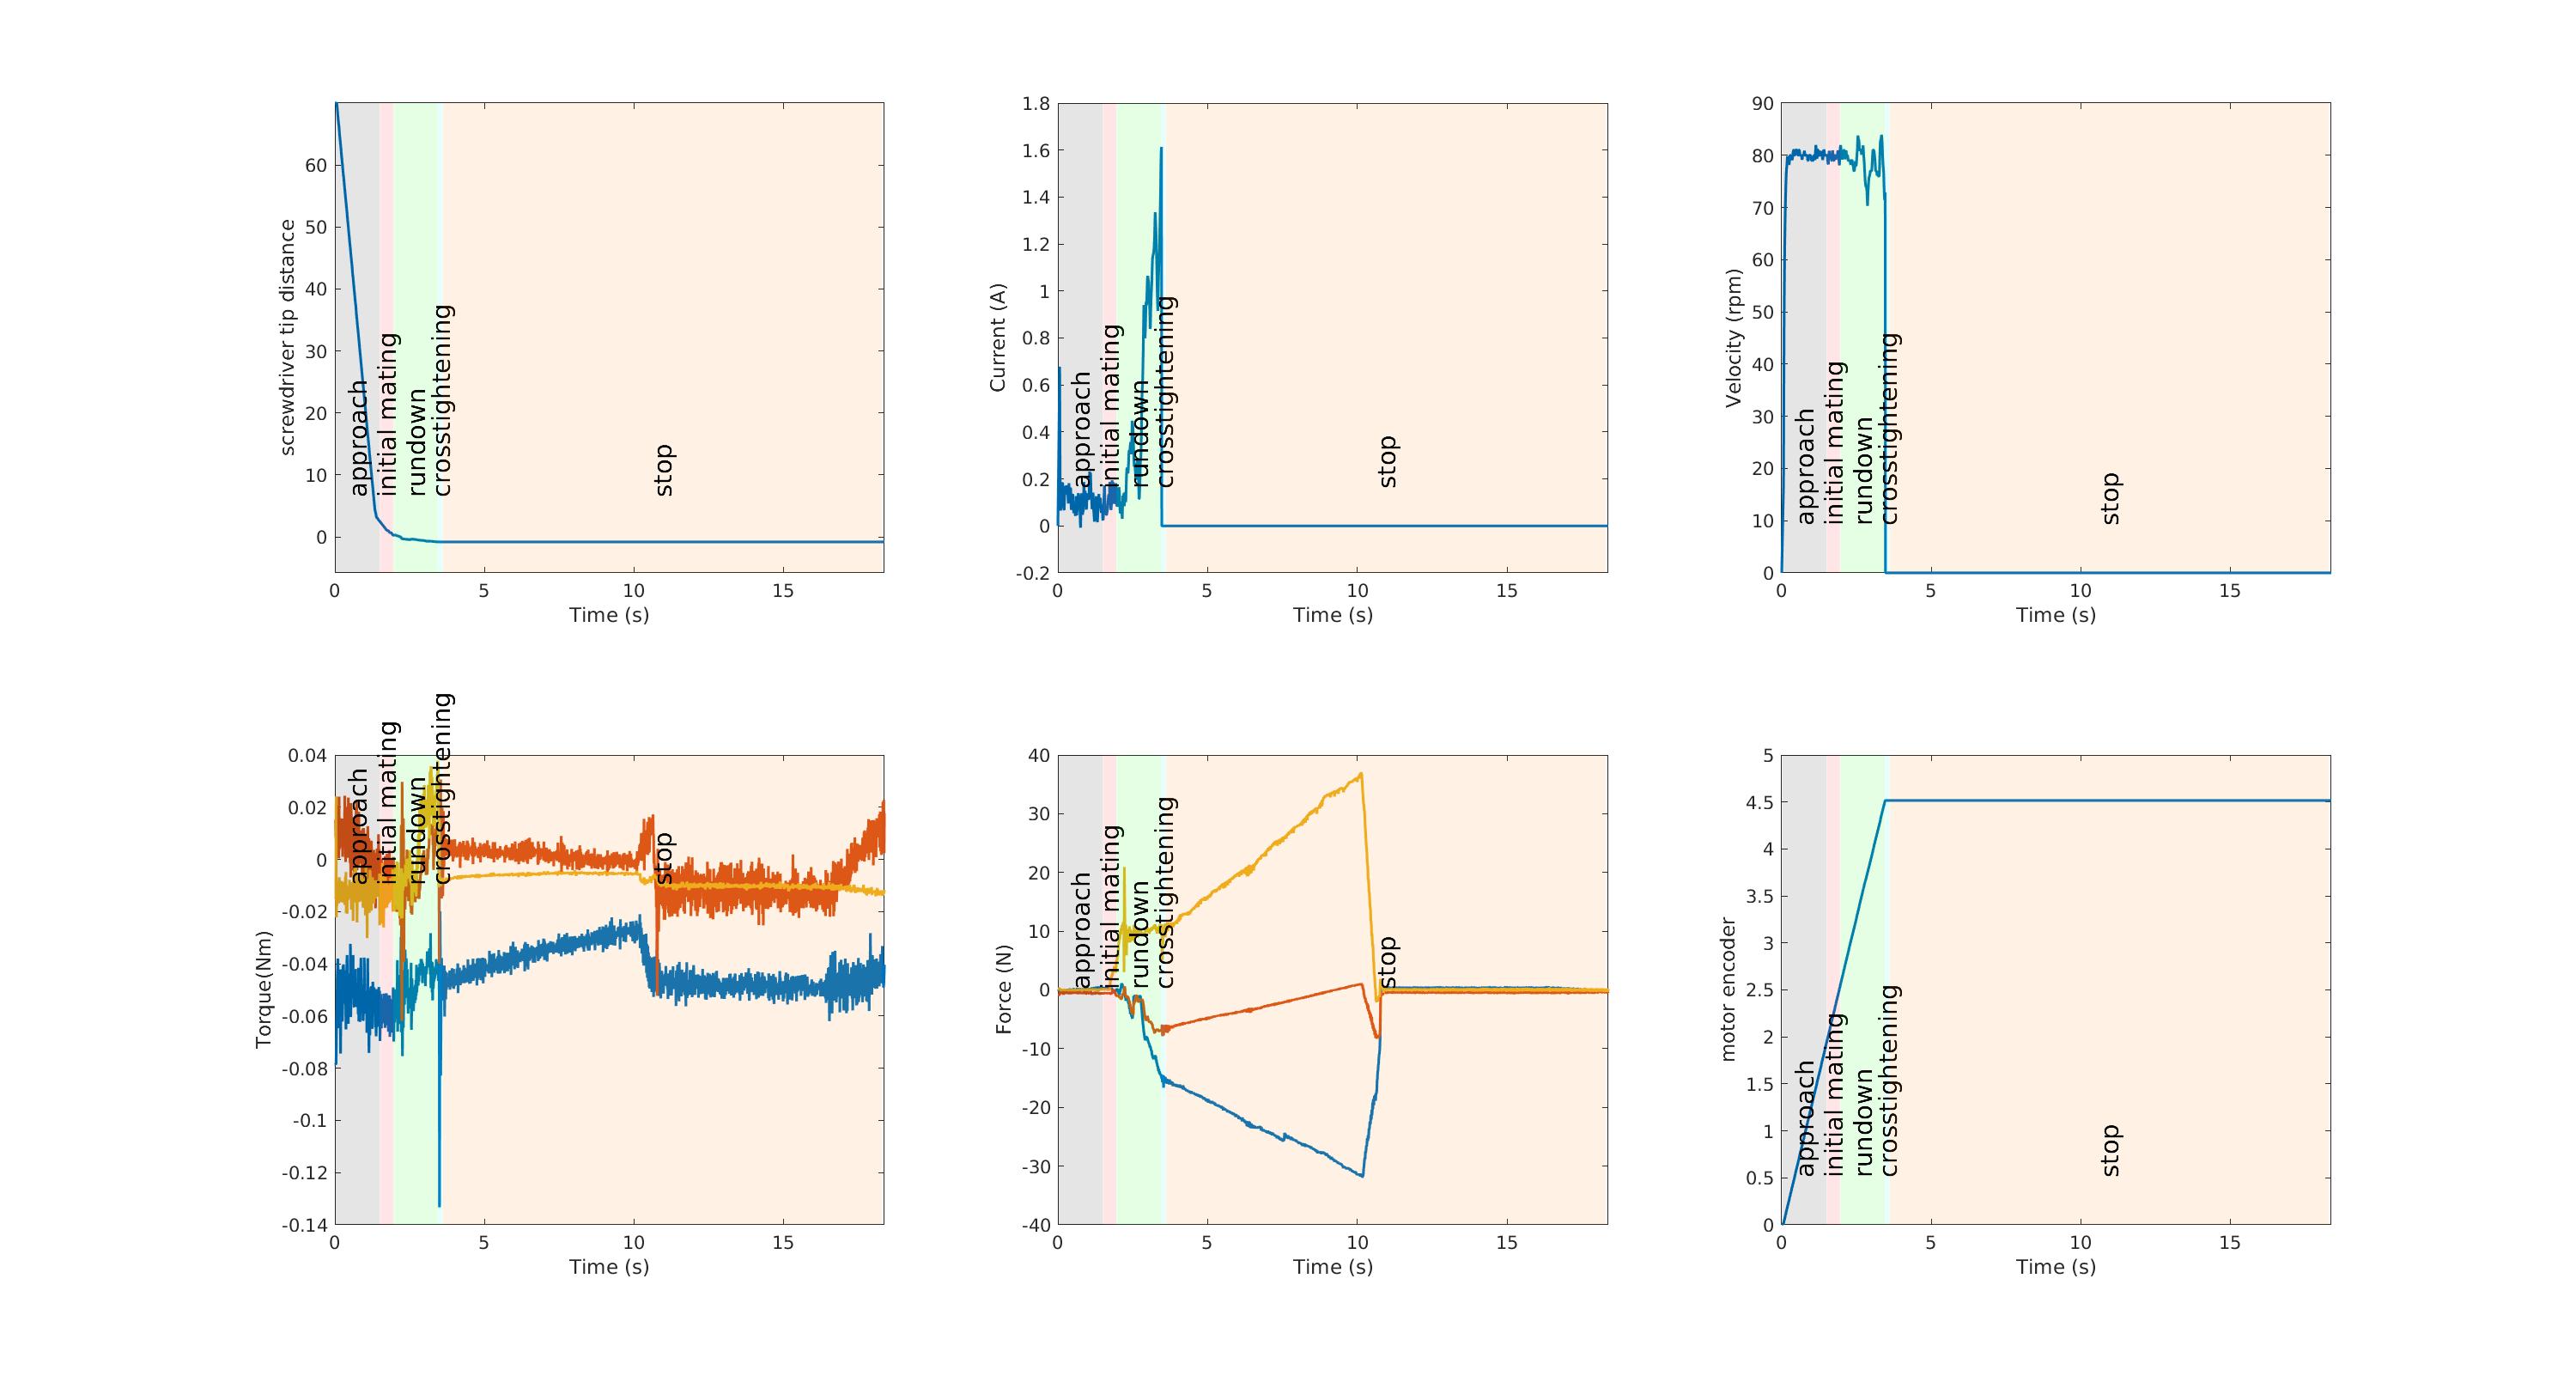 screwdriver tip distance
60
50
40
30
20
10
0
approach
initial mating
rundown
crosstightening
stop
0 5 10 15
Time (s)
Current (A)
1.8
1.6
1.4
1.2
1
0.8
0.6
0.4
0.2
0
-0.2
approach
initial mating
rundown
crosstightening
stop
0 5 10 15
Time (s)
Velocity (rpm)
90
80
70
60
50
40
30
20
10
0
approach
initial mating
rundown
crosstightening
stop
0 5 10 15
Time (s)
Torque(Nm)
0.04
0.02
0
-0.02
-0.04
-0.06
-0.08
-0.1
-0.12
-0.14
approach
initial mating
rundown
crosstightening
stop
0 5 10 15
Time (s)
Force (N)
40
30
20
10
0
-10
-20
-30
-40
approach
initial mating
rundown
crosstightening
stop
0 5 10 15
Time (s)
motor encoder
5
4.5
4
3.5
3
2.5
2
1.5
1
0.5
0
approach
initial mating
rundown
crosstightening
stop
0 5 10 15
Time (s)